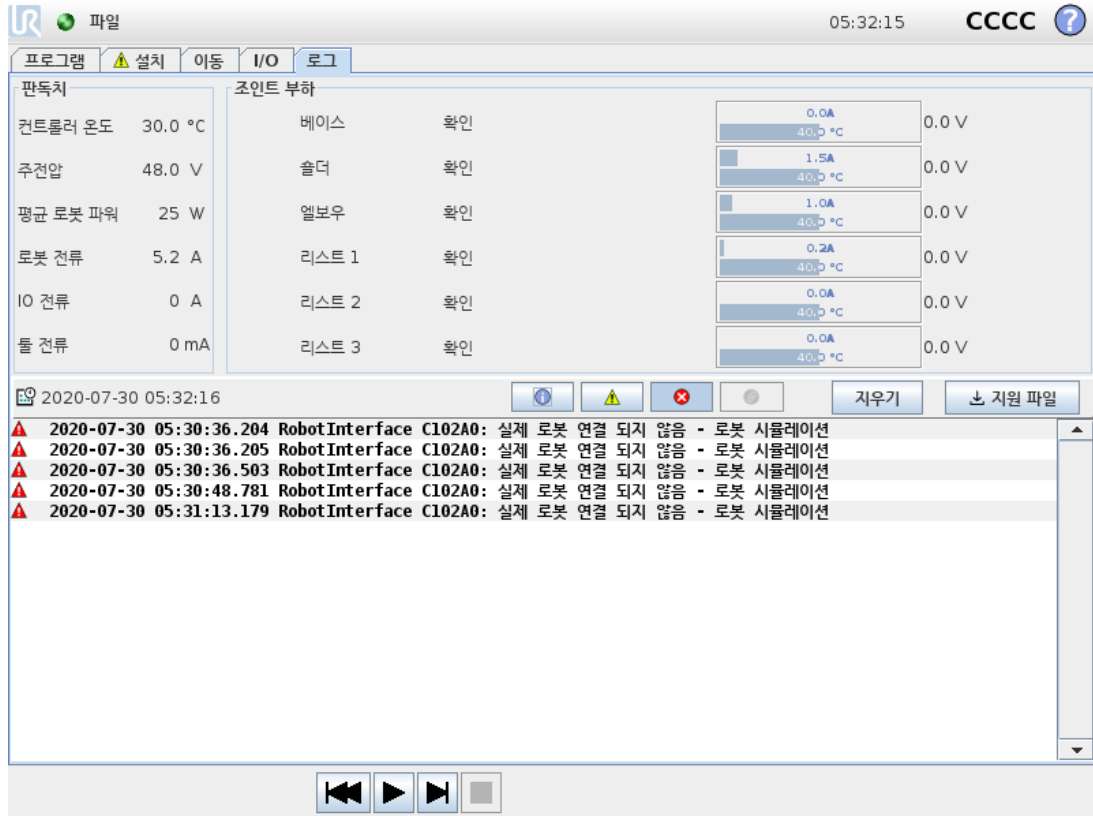 UR 파일 05:32:15 CCCC ?
프로그램 설치 이동 I/O 로그
판독치 조인트 부하
컨트롤러 온도 30.0 °C 베이스 확인 0.0A 40.0 °C 0.0 V
주전압 48.0 V 숄더 확인 1.5A 40.0 °C 0.0 V
평균 로봇 파워 25 W 엘보우 확인 1.0A 40.0 °C 0.0 V
로봇 전류 5.2 A 리스트 1 확인 0.2A 40.0 °C 0.0 V
IO 전류 0 A 리스트 2 확인 0.0A 40.0 °C 0.0 V
툴 전류 0 mA 리스트 3 확인 0.0A 40.0 °C 0.0 V
2020-07-30 05:32:16 지우기 지원 파일
2020-07-30 05:30:36.204 RobotInterface C102A0: 실제 로봇 연결 되지 않음 - 로봇 시뮬레이션
2020-07-30 05:30:36.205 RobotInterface C102A0: 실제 로봇 연결 되지 않음 - 로봇 시뮬레이션
2020-07-30 05:30:36.503 RobotInterface C102A0: 실제 로봇 연결 되지 않음 - 로봇 시뮬레이션
2020-07-30 05:30:48.781 RobotInterface C102A0: 실제 로봇 연결 되지 않음 - 로봇 시뮬레이션
2020-07-30 05:31:13.179 RobotInterface C102A0: 실제 로봇 연결 되지 않음 - 로봇 시뮬레이션